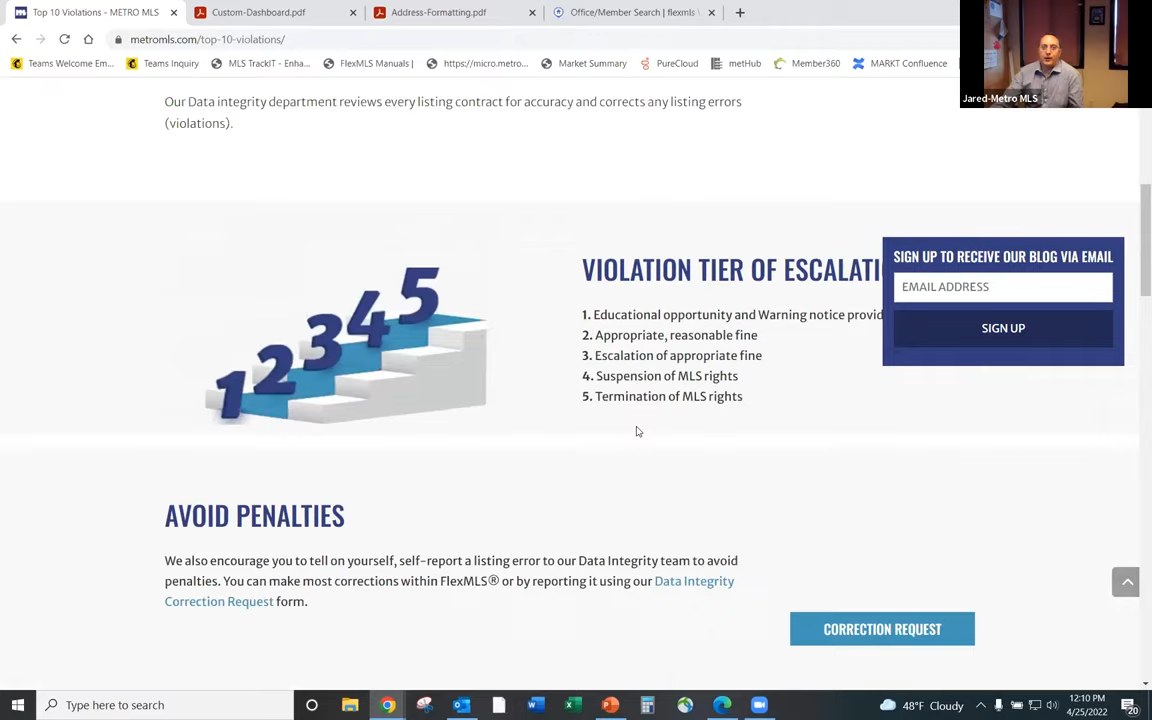 Top 10 Violations - METRO MLS
Custom-Dashboard.pdf
Address-Formatting.pdf
Office/Member Search | flexmls
metromls.com/top-10-violations/
Teams Welcome Em...
Teams Inquiry
MLS TrackIT - Enha...
FlexMLS Manuals |
https://micro.metro...
Market Summary
PureCloud
metHub
Member360
MARKT Confluence
Jared-Metro MLS
Our Data integrity department reviews every listing contract for accuracy and corrects any listing errors
(violations).
1 2 3 4 5
VIOLATION TIER OF ESCALATI
1. Educational opportunity and Warning notice provid
2. Appropriate, reasonable fine
3. Escalation of appropriate fine
4. Suspension of MLS rights
5. Termination of MLS rights
SIGN UP TO RECEIVE OUR BLOG VIA EMAIL
EMAIL ADDRESS
SIGN UP
AVOID PENALTIES
We also encourage you to tell on yourself, self-report a listing error to our Data Integrity team to avoid
penalties. You can make most corrections within FlexMLS® or by reporting it using our Data Integrity
Correction Request form.
CORRECTION REQUEST
Type here to search
48°F Cloudy
12:10 PM
4/25/2022
20